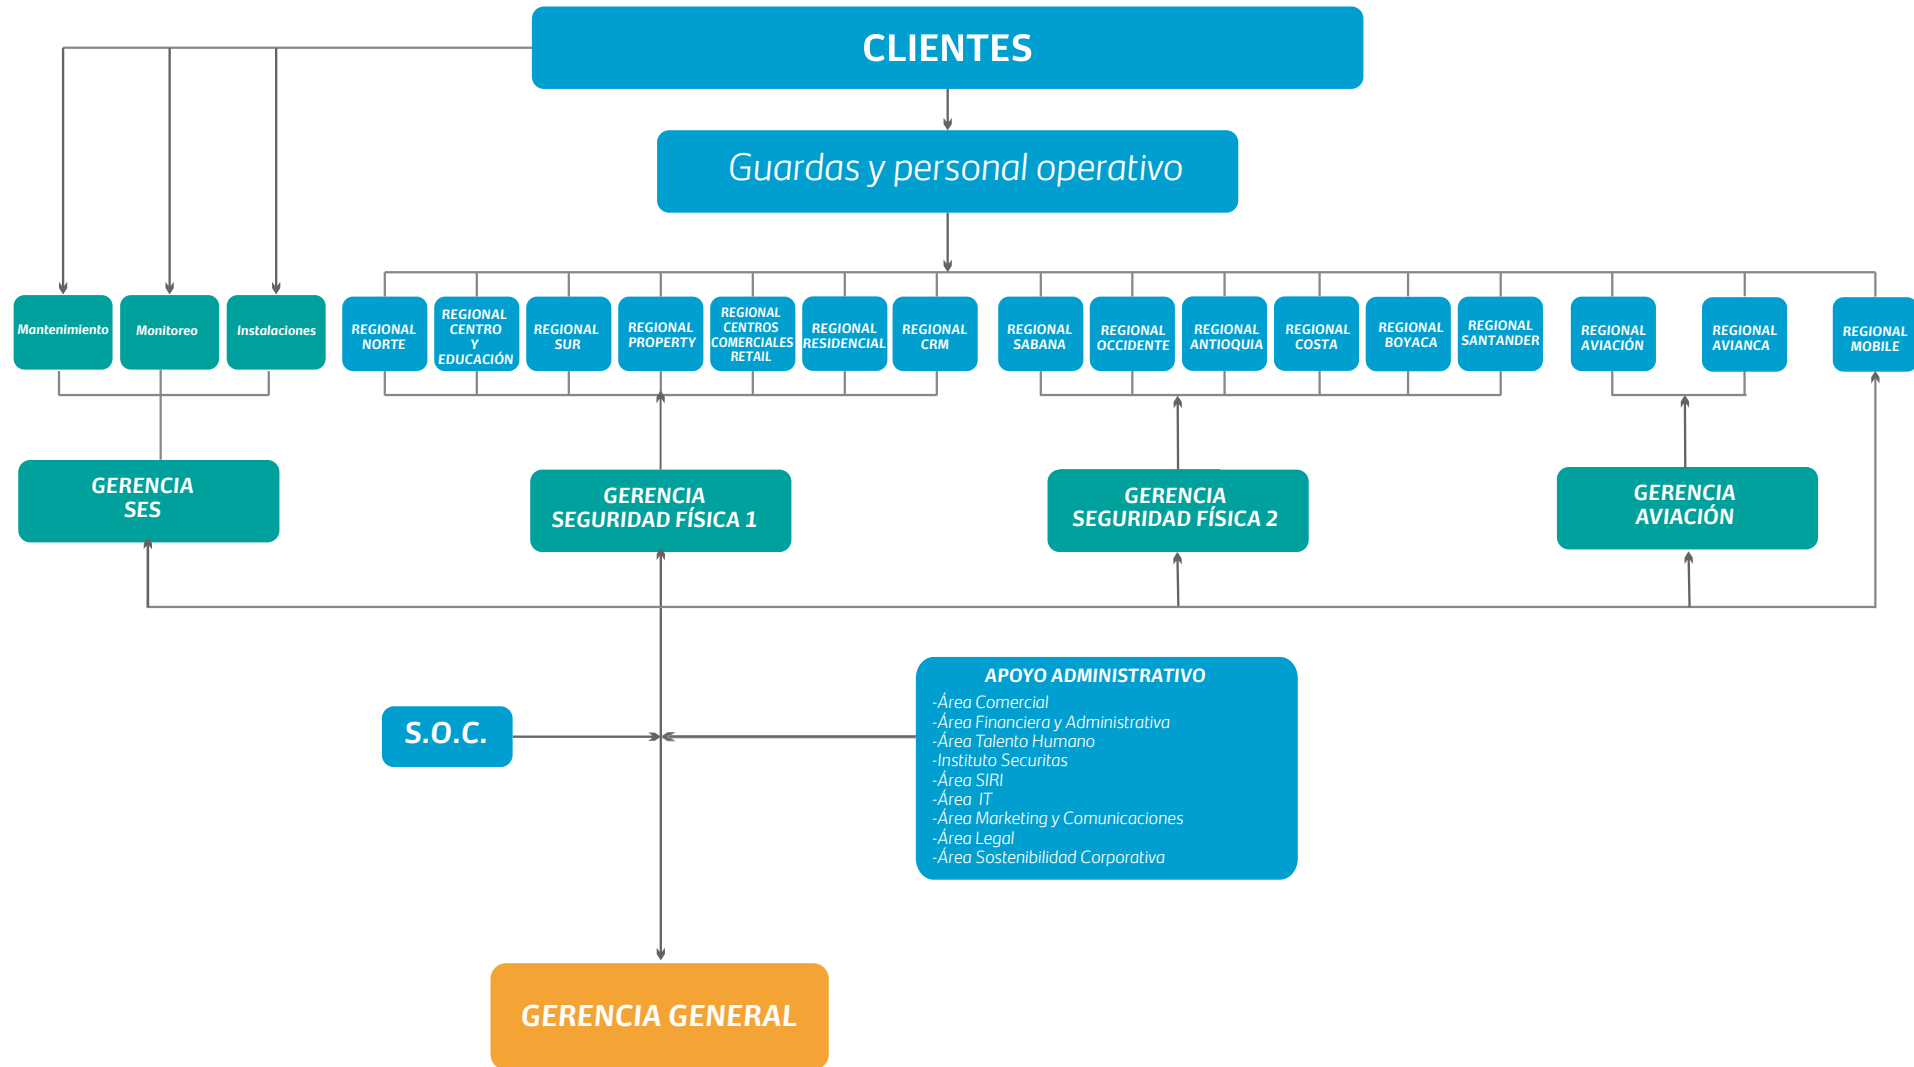 CLIENTES
Guardas y personal operativo
Mantenimiento
Monitoreo
Instalaciones
REGIONAL
NORTE
REGIONAL
CENTRO
Y
EDUCACIÓN
REGIONAL
SUR
REGIONAL
PROPERTY
REGIONAL
CENTROS
COMERCIALES
RETAIL
REGIONAL
RESIDENCIAL
REGIONAL
CRM
REGIONAL
SABANA
REGIONAL
OCCIDENTE
REGIONAL
ANTIOQUIA
REGIONAL
COSTA
REGIONAL
BOYACA
REGIONAL
SANTANDER
REGIONAL
AVIACIÓN
REGIONAL
AVIANCA
REGIONAL
MOBILE
GERENCIA
SES
GERENCIA
SEGURIDAD FÍSICA 1
GERENCIA
SEGURIDAD FÍSICA 2
GERENCIA
AVIACIÓN
S.O.C.
APOYO ADMINISTRATIVO
-Área Comercial
-Área Financiera y Administrativa
-Área Talento Humano
-Instituto Securitas
-Área SIRI
-Área IT
-Área Marketing y Comunicaciones
-Área Legal
-Área Sostenibilidad Corporativa
GERENCIA GENERAL